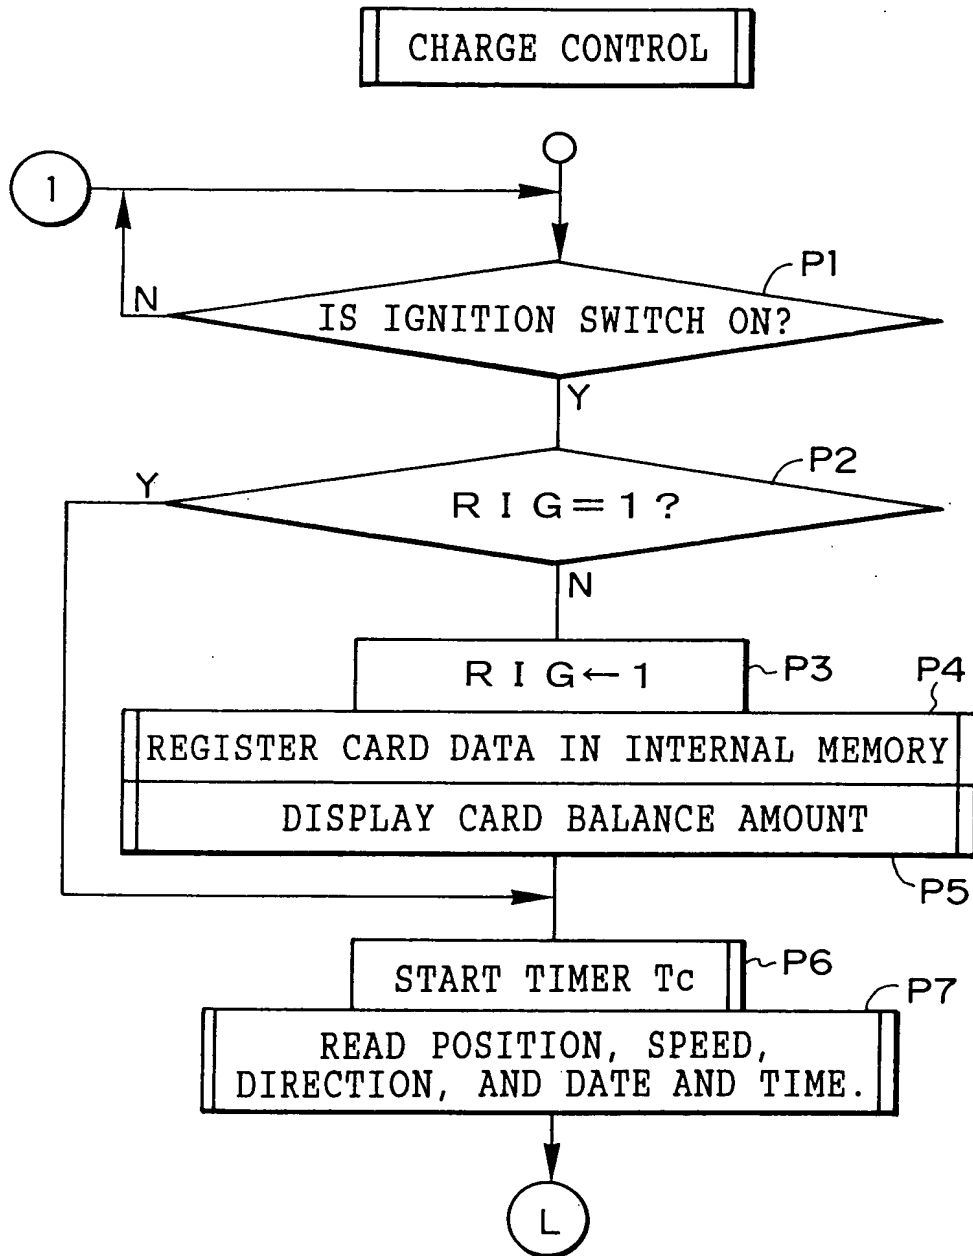 CHARGE CONTROL
1
P1
N
IS IGNITION SWITCH ON?
Y
P2
Y
RIG=1?
N
RIG←1
P3
P4
REGISTER CARD DATA IN INTERNAL MEMORY
DISPLAY CARD BALANCE AMOUNT
P5
START TIMER Tc
P6
P7
READ POSITION, SPEED,
DIRECTION, AND DATE AND TIME.
L